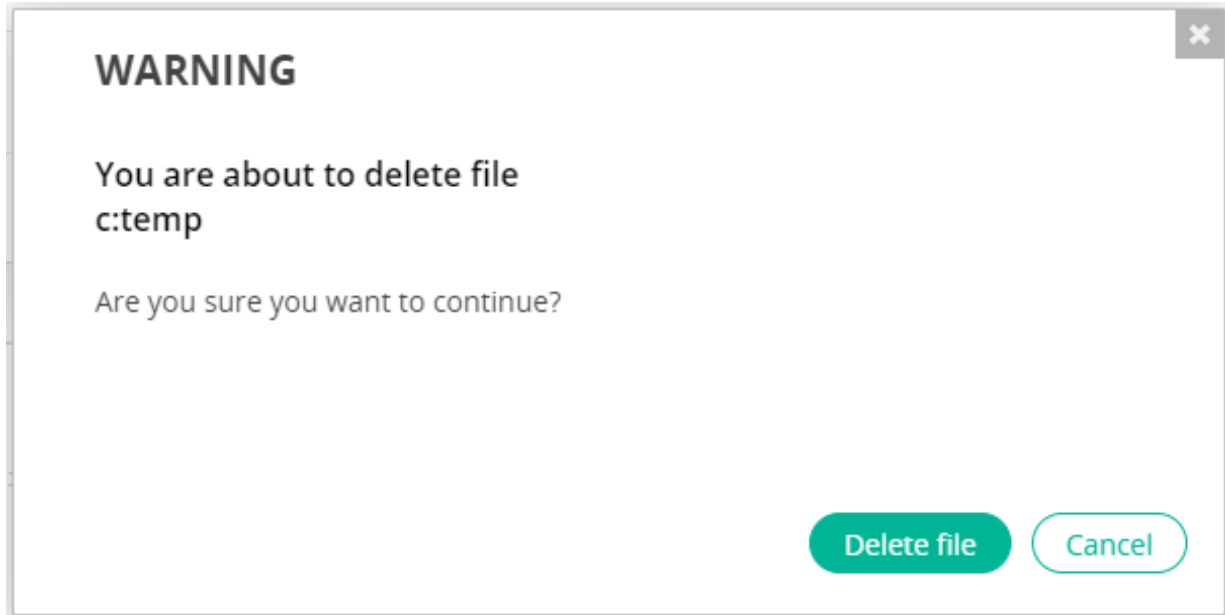 WARNING
You are about to delete file
c:temp
Are you sure you want to continue?
Delete file
Cancel